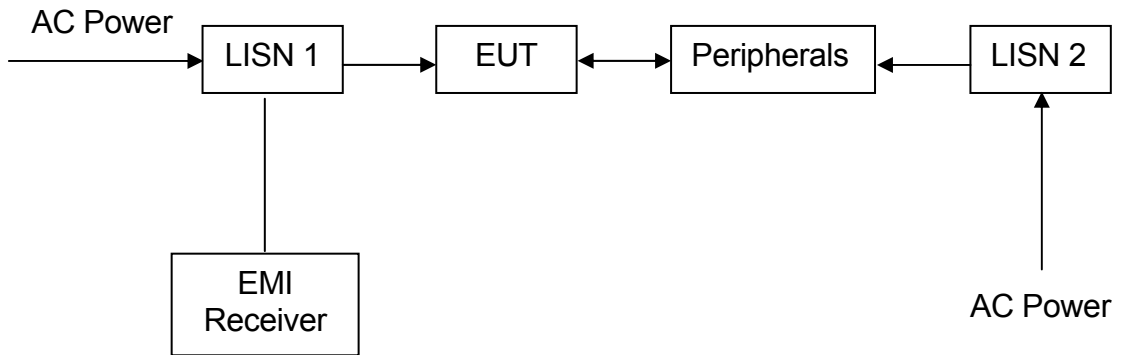 AC Power
LISN 1
EUT
Peripherals
LISN 2
EMI
Receiver
AC Power